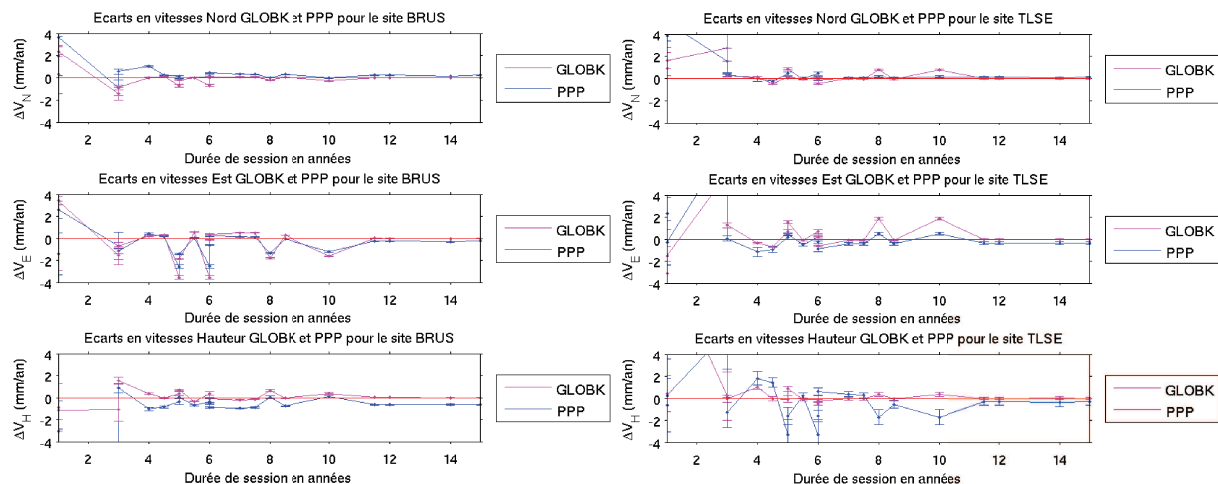 Ecarts en vitesses Nord GLOBK et PPP pour le site BRUS
4
2
0
-2
-4
ΔV_N (mm/an)
2 4 6 8 10 12 14
Durée de session en années
GLOBK
PPP
Ecarts en vitesses Est GLOBK et PPP pour le site BRUS
4
2
0
-2
-4
ΔV_E (mm/an)
2 4 6 8 10 12 14
Durée de session en années
GLOBK
PPP
Ecarts en vitesses Hauteur GLOBK et PPP pour le site BRUS
4
2
0
-2
-4
ΔV_H (mm/an)
2 4 6 8 10 12 14
Durée de session en années
GLOBK
PPP
Ecarts en vitesses Nord GLOBK et PPP pour le site TLSE
4
2
0
-2
-4
ΔV_N (mm/an)
2 4 6 8 10 12 14
Durée de session en années
GLOBK
PPP
Ecarts en vitesses Est GLOBK et PPP pour le site TLSE
4
2
0
-2
-4
ΔV_E (mm/an)
2 4 6 8 10 12 14
Durée de session en années
GLOBK
PPP
Ecarts en vitesses Hauteur GLOBK et PPP pour le site TLSE
4
2
0
-2
-4
ΔV_H (mm/an)
2 4 6 8 10 12 14
Durée de session en années
GLOBK
PPP